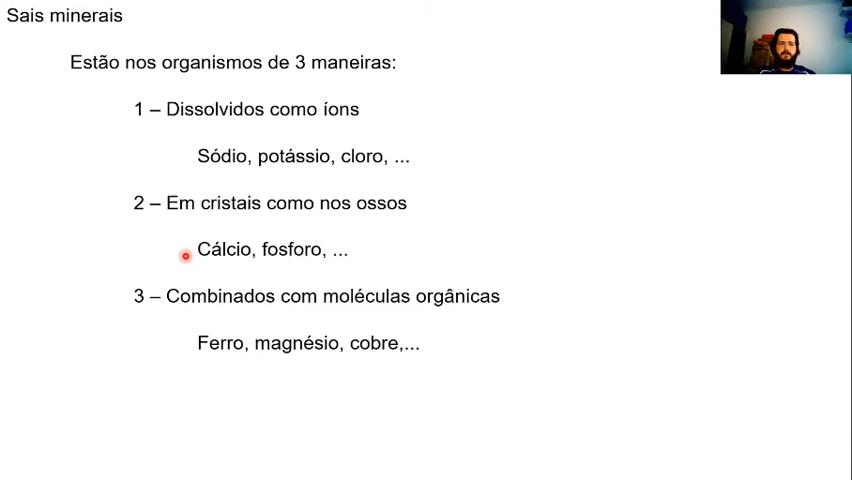 Sais minerais
Estão nos organismos de 3 maneiras:
1 – Dissolvidos como íons
Sódio, potássio, cloro, ...
2 – Em cristais como nos ossos
Cálcio, fosforo, ...
3 – Combinados com moléculas orgânicas
Ferro, magnésio, cobre,...